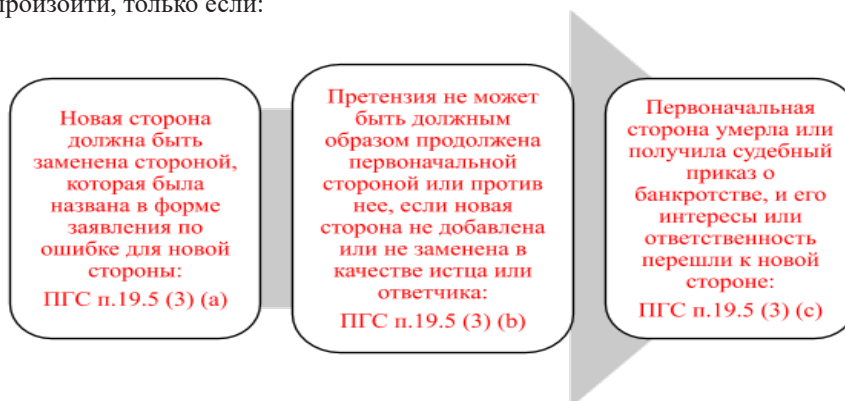 произойти, только если:
Новая сторона
должна быть
заменена стороной,
которая была
названа в форме
заявления по
ошибке для новой
стороны:
ПГС п.19.5 (3) (a)
Претензия не может
быть должным
образом продолжена
первоначальной
стороной или против
нее, если новая
сторона не добавлена
или не заменена в
качестве истца или
ответчика:
ПГС п.19.5 (3) (b)
Первоначальная
сторона умерла или
получила судебный
приказ о
банкротстве, и его
интересы или
ответственность
перешли к новой
стороне:
ПГС п.19.5 (3) (c)